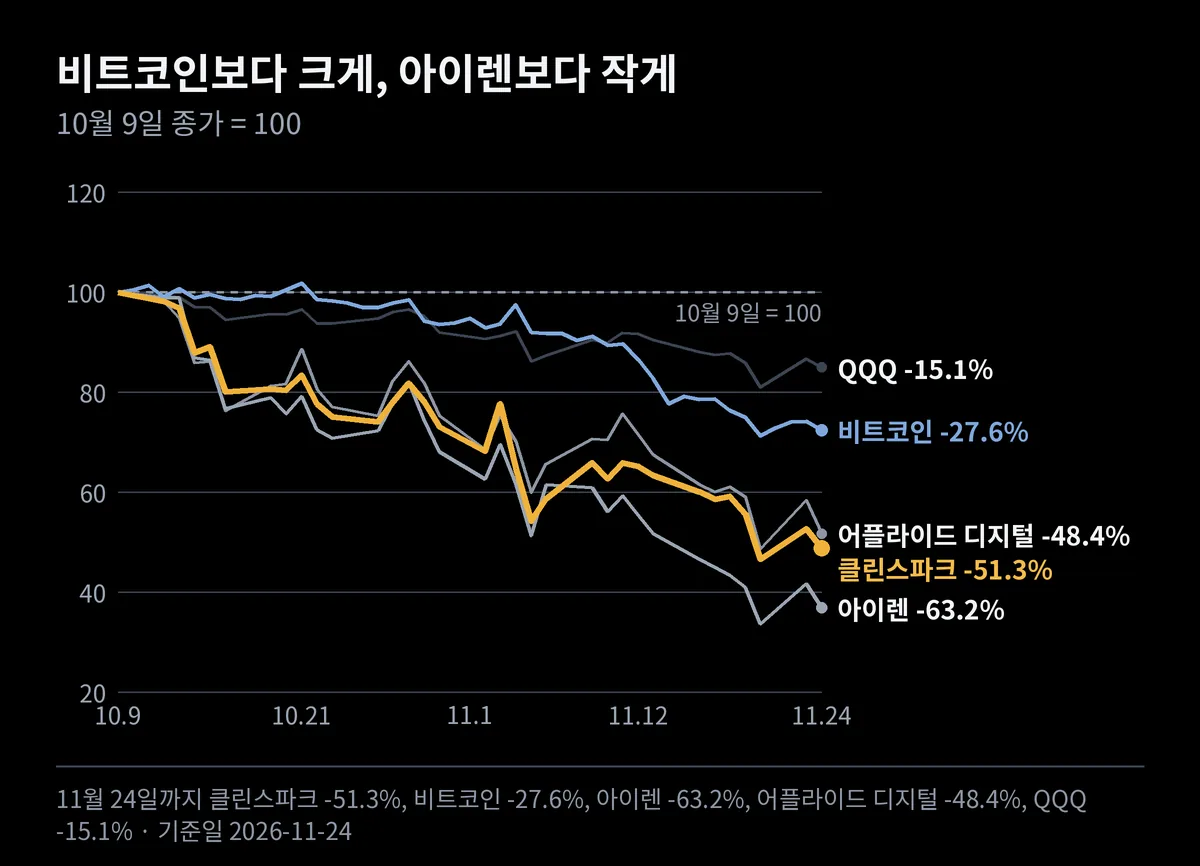 비트코인보다 크게, 아이렌보다 작게
10월 9일 종가 = 100
120
100
10월 9일 = 100
QQQ -15.1%
80
비트코인 -27.6%
60
어플라이드 디지털 -48.4%
클린스파크 -51.3%
40
아이렌 -63.2%
20
10.9
10.21
11.1
11.12
11.24
11월 24일까지 클린스파크 -51.3%, 비트코인 -27.6%, 아이렌 -63.2%, 어플라이드 디지털 -48.4%, QQQ
-15.1% · 기준일 2026-11-24